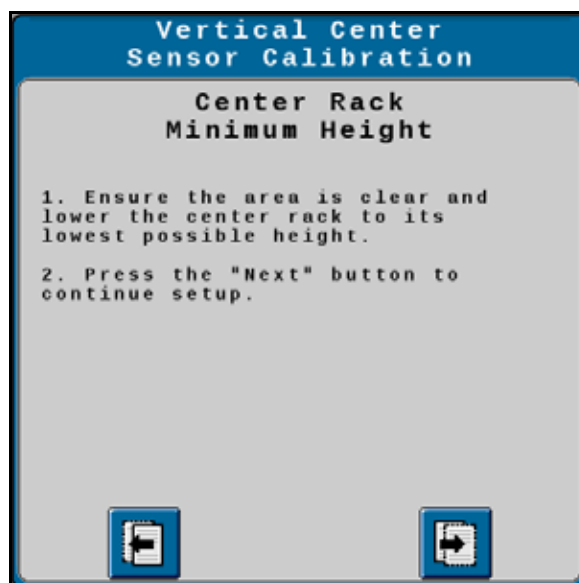 Vertical Center
Sensor Calibration
Center Rack
Minimum Height
1. Ensure the area is clear and
lower the center rack to its
lowest possible height.
2. Press the "Next" button to
continue setup.